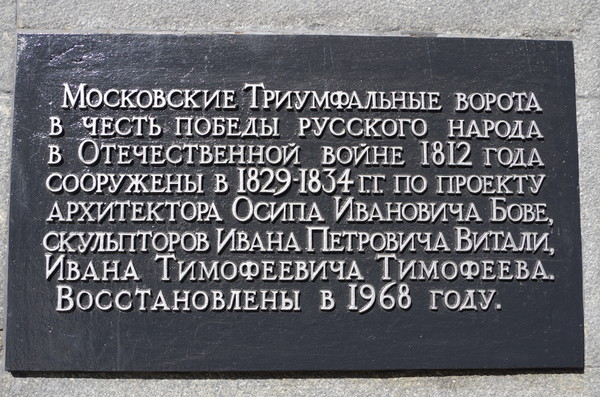 Московские Триумфальные ворота
в честь победы русского народа
в Отечественной войне 1812 года
сооружены в 1829-1834 г.г. по проекту
архитектора Осипа Ивановича Бове,
скульпторов Ивана Петровича Витали,
Ивана Тимофеевича Тимофеева.
Восстановлены в 1968 году.